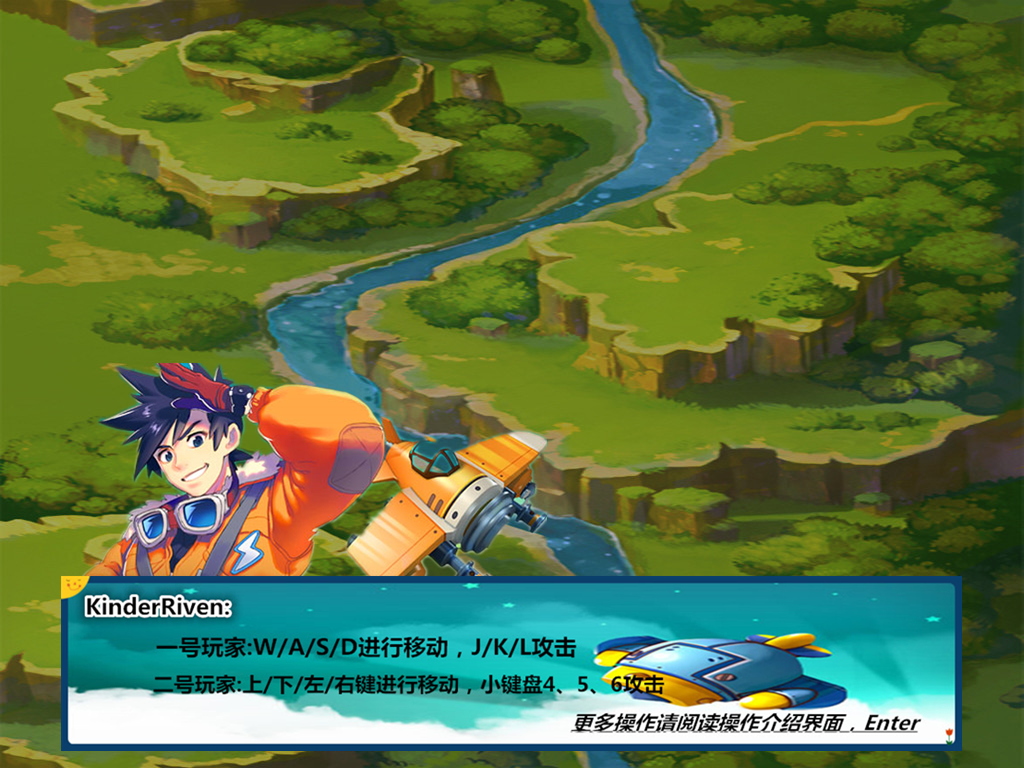 KinderRiven:
一号玩家:W/A/S/D进行移动，J/K/L攻击
二号玩家:上/下/左/右键进行移动，小键盘4、5、6攻击
更多操作请阅读操作介绍界面，Enter